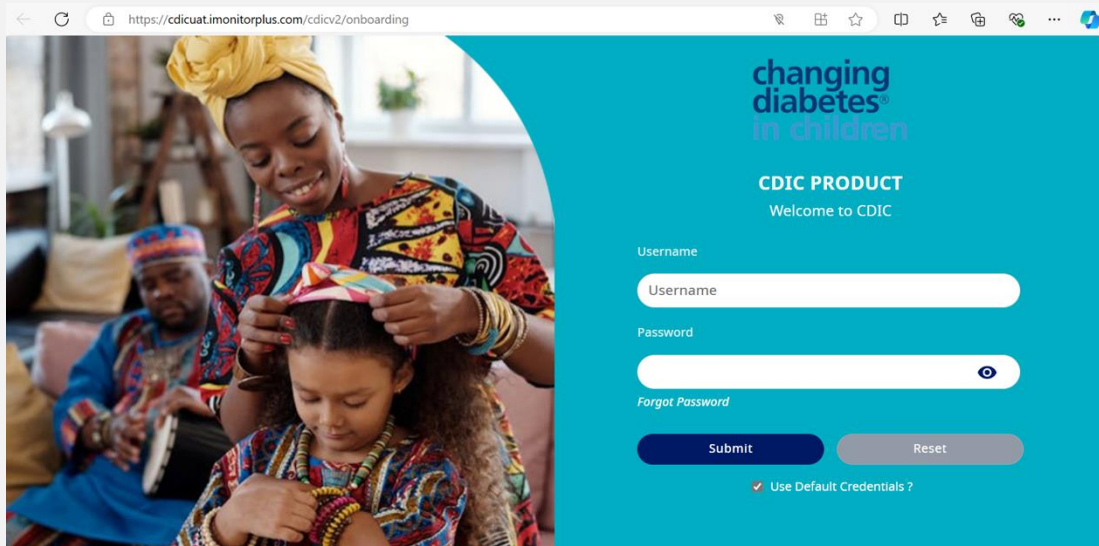 https://cdicuat.imonitorplus.com/cdicv2/onboarding
changing
diabetes®
in children
CDIC PRODUCT
Welcome to CDIC
Username
Username
Password
Forgot Password
Submit
Reset
Use Default Credentials ?